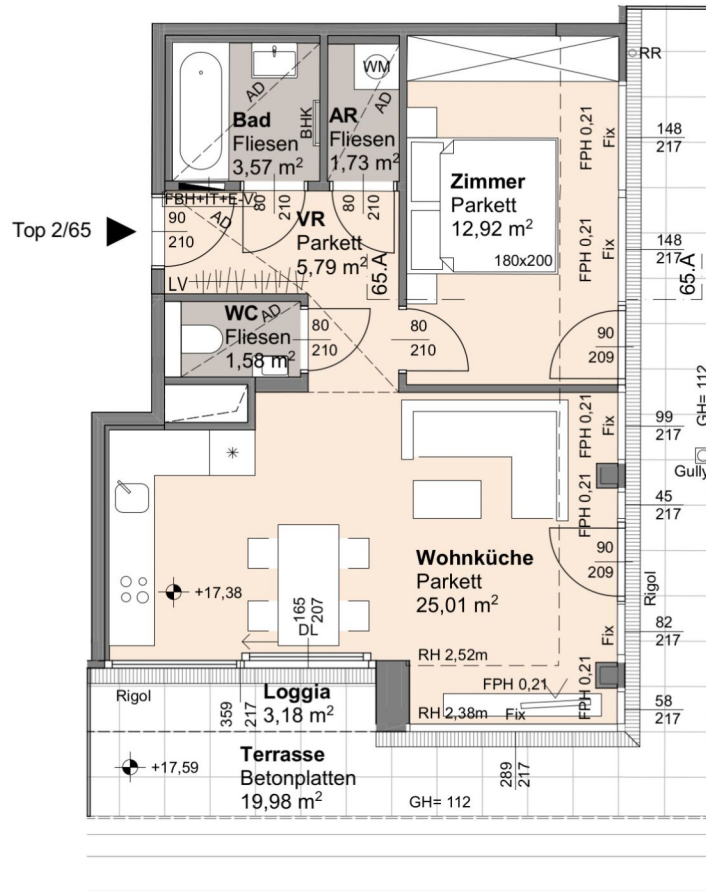 RR
WM
AD
AD
BHK
Bad
Fliesen
3,57 m²
AR
Fliesen
1,73 m²
FPH 0,21
Fix
148
217
Zimmer
Parkett
12,92 m²
180x200
FBH+IT+E-V
80
210
80
210
Top 2/65
90
210
AD
VR
Parkett
5,79 m²
FPH 0,21
Fix
148
217
65.A
65.A
LV
WC
Fliesen
1,58 m²
AD
80
210
80
210
90
209
GH= 112
FPH 0,21
Fix
99
217
Gully
FPH 0,21
45
217
Wohnküche
Parkett
25,01 m²
90
209
+17,38
165
207
DL
Rigol
RH 2,52m
Fix
82
217
Rigol
359
217
Loggia
3,18 m²
FPH 0,21
RH 2,38m
Fix
FPH 0,21
58
217
Terrasse
Betonplatten
19,98 m²
+17,59
289
217
GH= 112